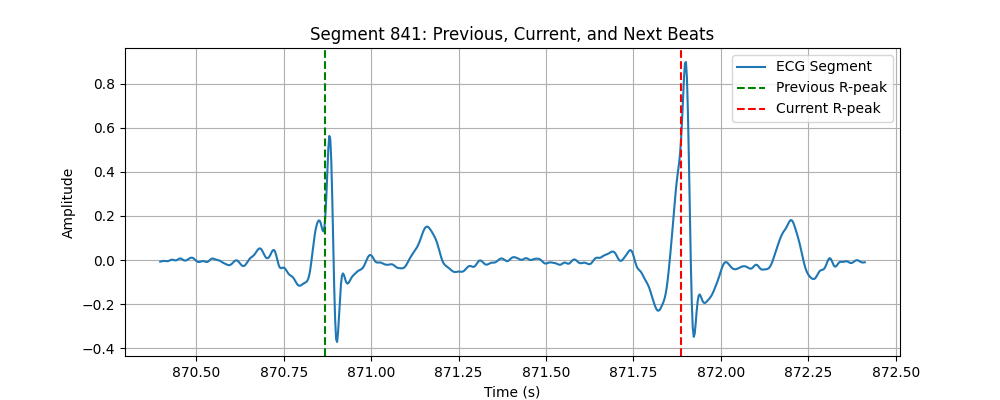 Segment 841: Previous, Current, and Next Beats
ECG Segment
Previous R-peak
Current R-peak
Amplitude
0.8
0.6
0.4
0.2
0.0
−0.2
−0.4
870.50 870.75 871.00 871.25 871.50 871.75 872.00 872.25 872.50
Time (s)